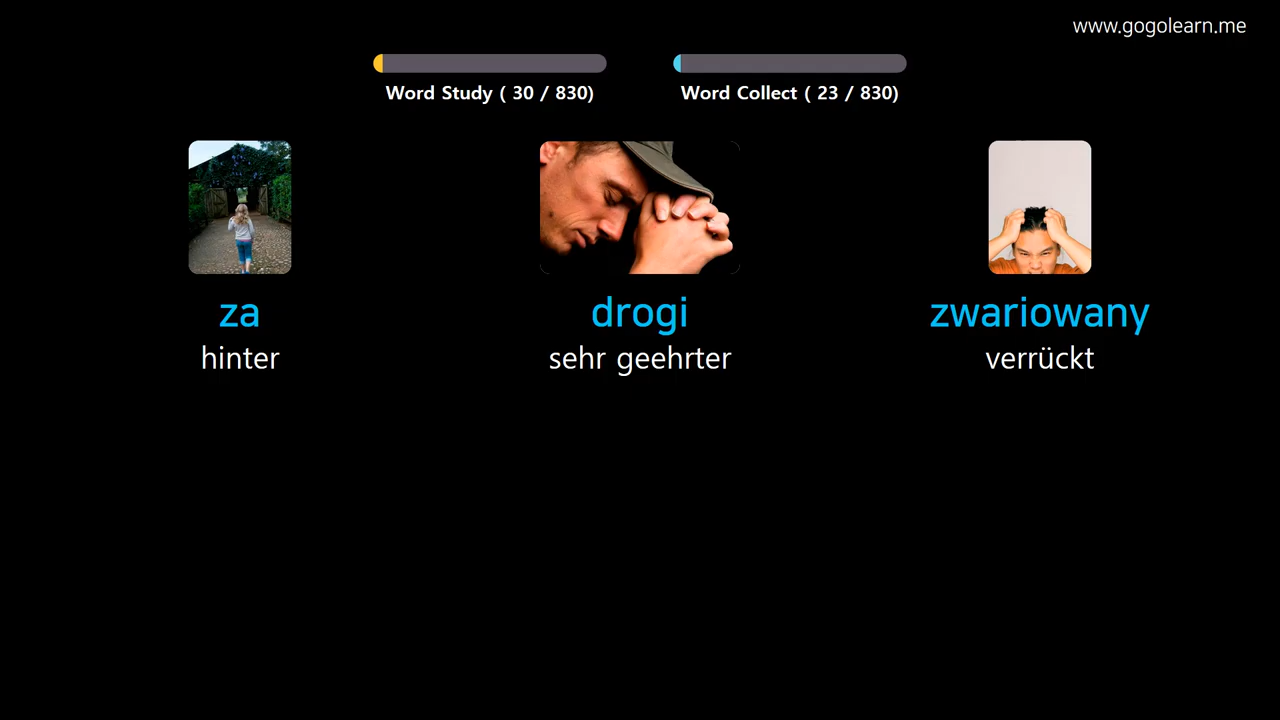 www.gogolearn.me
Word Study ( 30 / 830)
Word Collect ( 23 / 830)
za
drogi
zwariowany
hinter
sehr geehrter
verrückt